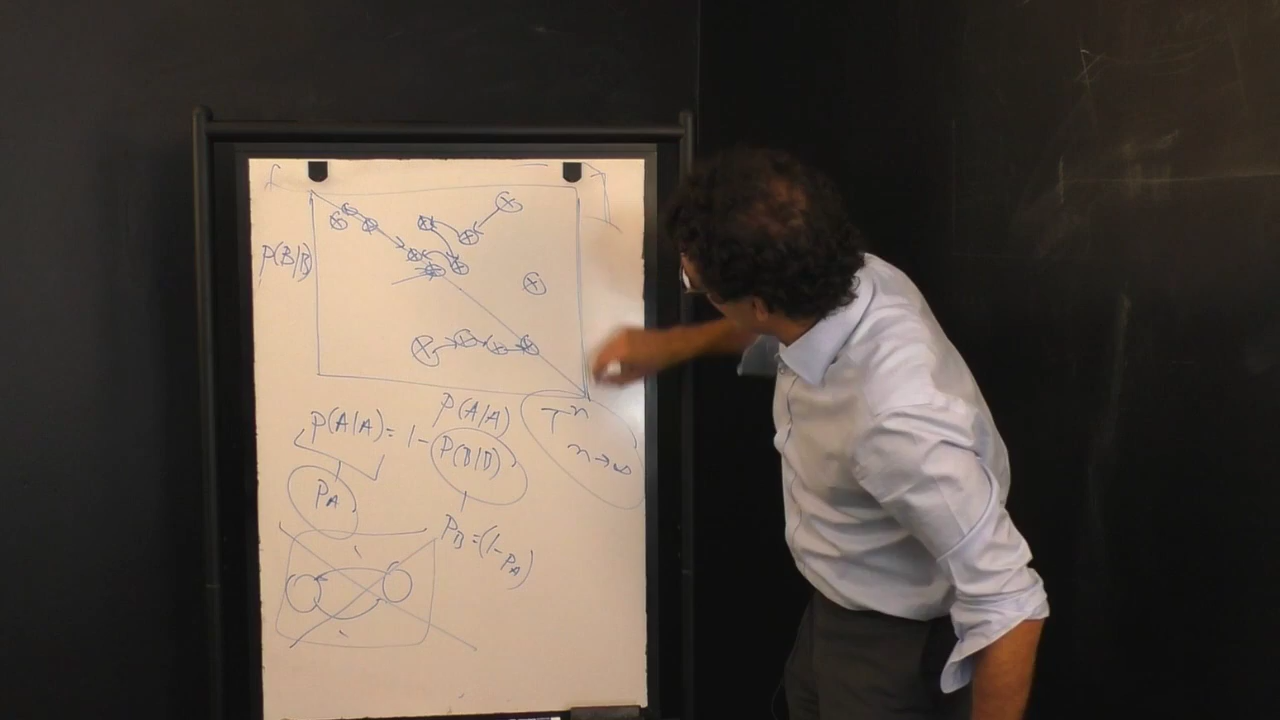 P(B|B)
P(A|A)
P(A|A) = 1 - P(B|B)
T^n
n→∞
P_A
P_B = (1-P_A)